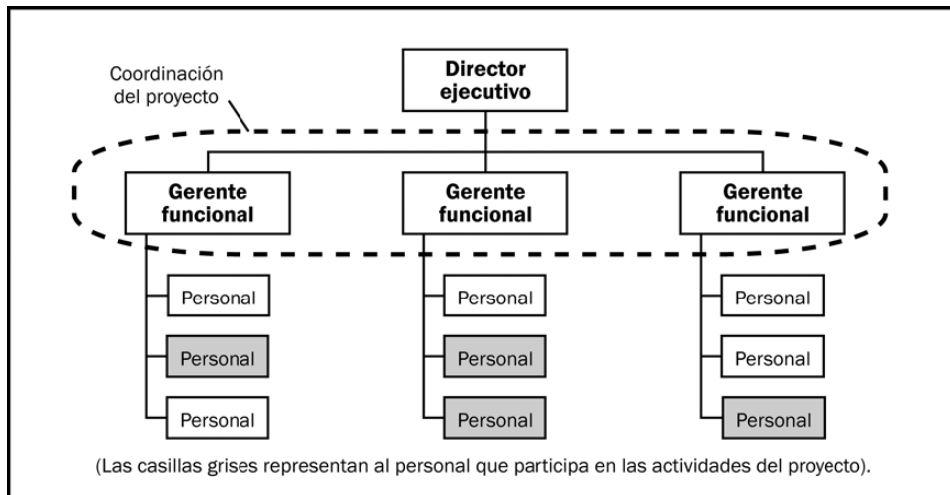 Coordinación
del proyecto
Director
ejecutivo
Gerente
funcional
Gerente
funcional
Gerente
funcional
Personal
Personal
Personal
Personal
Personal
Personal
Personal
Personal
Personal
(Las casillas grises representan al personal que participa en las actividades del proyecto).